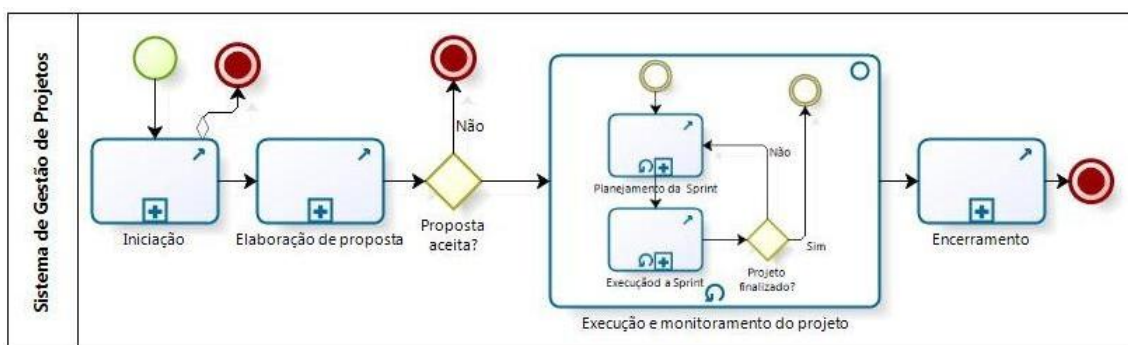 Sistema de Gestão de Projetos
Iniciação
Elaboração de proposta
Não
Proposta
aceita?
Planejamento da Sprint
Não
Execuçãod a Sprint
Projeto
finalizado?
Sim
Execução e monitoramento do projeto
Encerramento